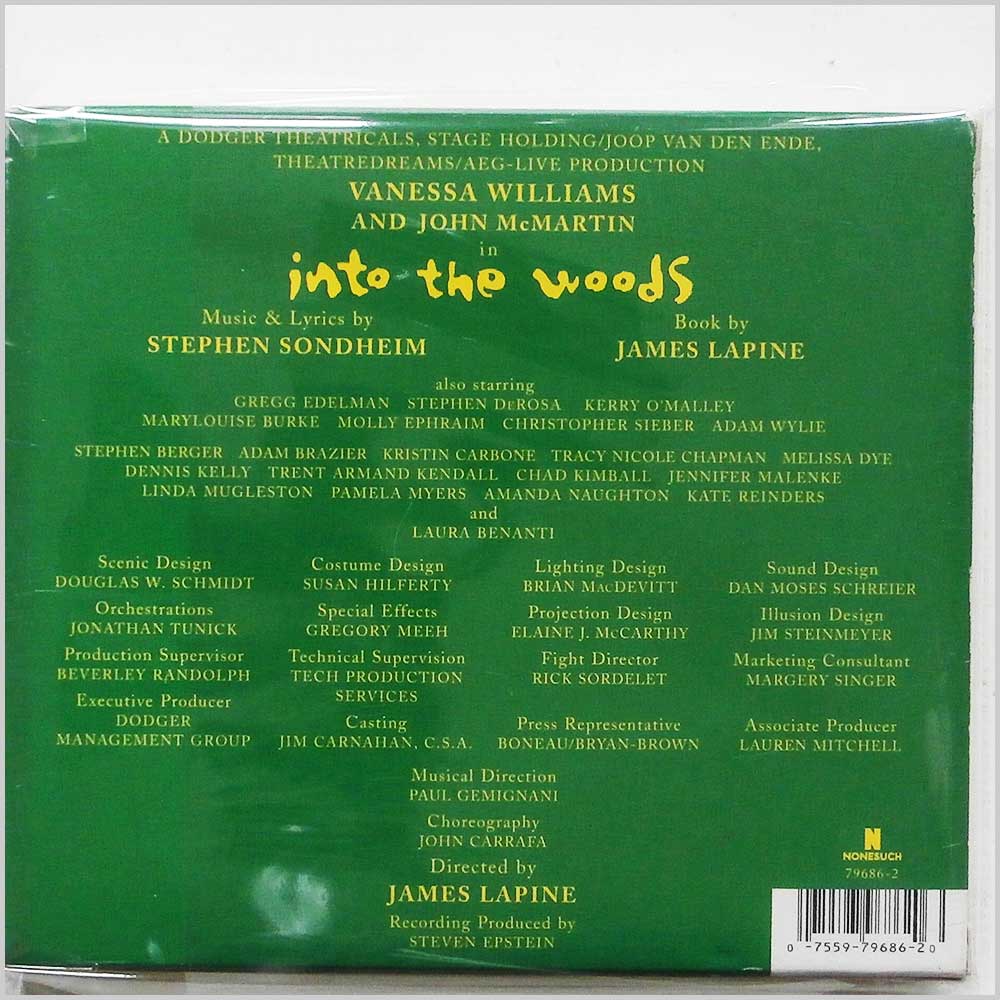 A DODGER THEATRICALS, STAGE HOLDING/JOOP VAN DEN ENDE,
THEATREDREAMS/AEG-LIVE PRODUCTION
VANESSA WILLIAMS
AND JOHN McMARTIN
in
into the woods
Music & Lyrics by
STEPHEN SONDHEIM
Book by
JAMES LAPINE
also starring
GREGG EDELMAN STEPHEN DeROSA KERRY O'MALLEY
MARYLOUISE BURKE MOLLY EPHRAIM CHRISTOPHER SIEBER ADAM WYLIE
STEPHEN BERGER ADAM BRAZIER KRISTIN CARBONE TRACY NICOLE CHAPMAN MELISSA DYE
DENNIS KELLY TRENT ARMAND KENDALL CHAD KIMBALL JENNIFER MALENKE
LINDA MUGLESTON PAMELA MYERS AMANDA NAUGHTON KATE REINDERS
and
LAURA BENANTI
Scenic Design
DOUGLAS W. SCHMIDT
Costume Design
SUSAN HILFERTY
Lighting Design
BRIAN MacDEVITT
Sound Design
DAN MOSES SCHREIER
Orchestrations
JONATHAN TUNICK
Special Effects
GREGORY MEEH
Projection Design
ELAINE J. McCARTHY
Illusion Design
JIM STEINMEYER
Production Supervisor
BEVERLEY RANDOLPH
Technical Supervision
TECH PRODUCTION
SERVICES
Fight Director
RICK SORDELET
Marketing Consultant
MARGERY SINGER
Executive Producer
DODGER
MANAGEMENT GROUP
Casting
JIM CARNAHAN, C.S.A.
Press Representative
BONEAU/BRYAN-BROWN
Associate Producer
LAUREN MITCHELL
Musical Direction
PAUL GEMIGNANI
Choreography
JOHN CARRAFA
Directed by
JAMES LAPINE
Recording Produced by
STEVEN EPSTEIN
N
NONESUCH
79686-2
0 -7559-79686-2 0